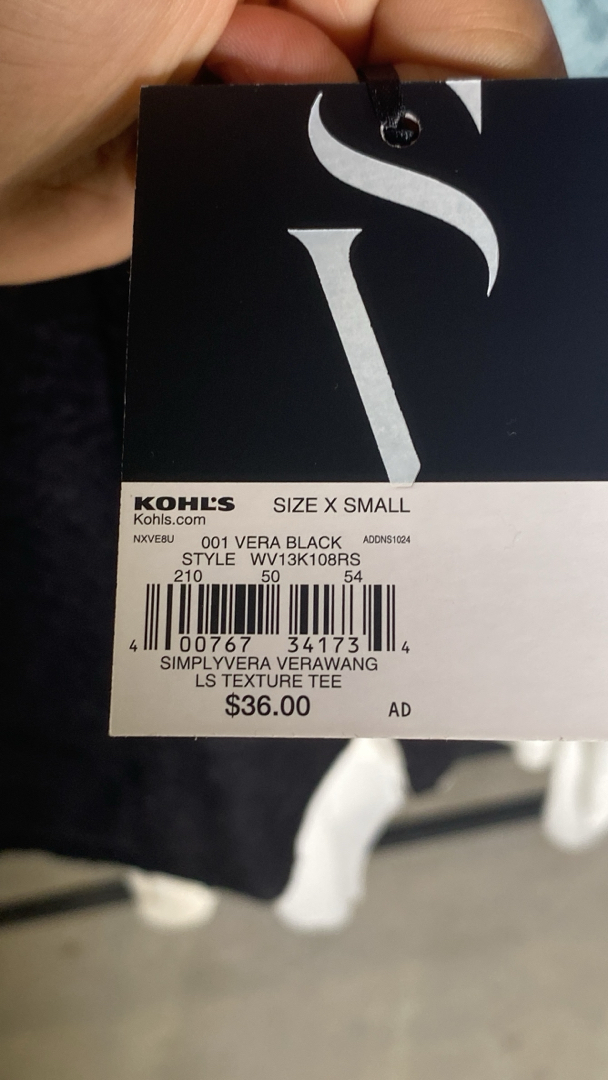 SV
KOHL'S SIZE X SMALL
Kohls.com
NXVE8U 001 VERA BLACK ADDNS1024
STYLE WV13K108RS
210 50 54
4 00767 34173 4
SIMPLYVERA VERAWANG
LS TEXTURE TEE
$36.00 AD